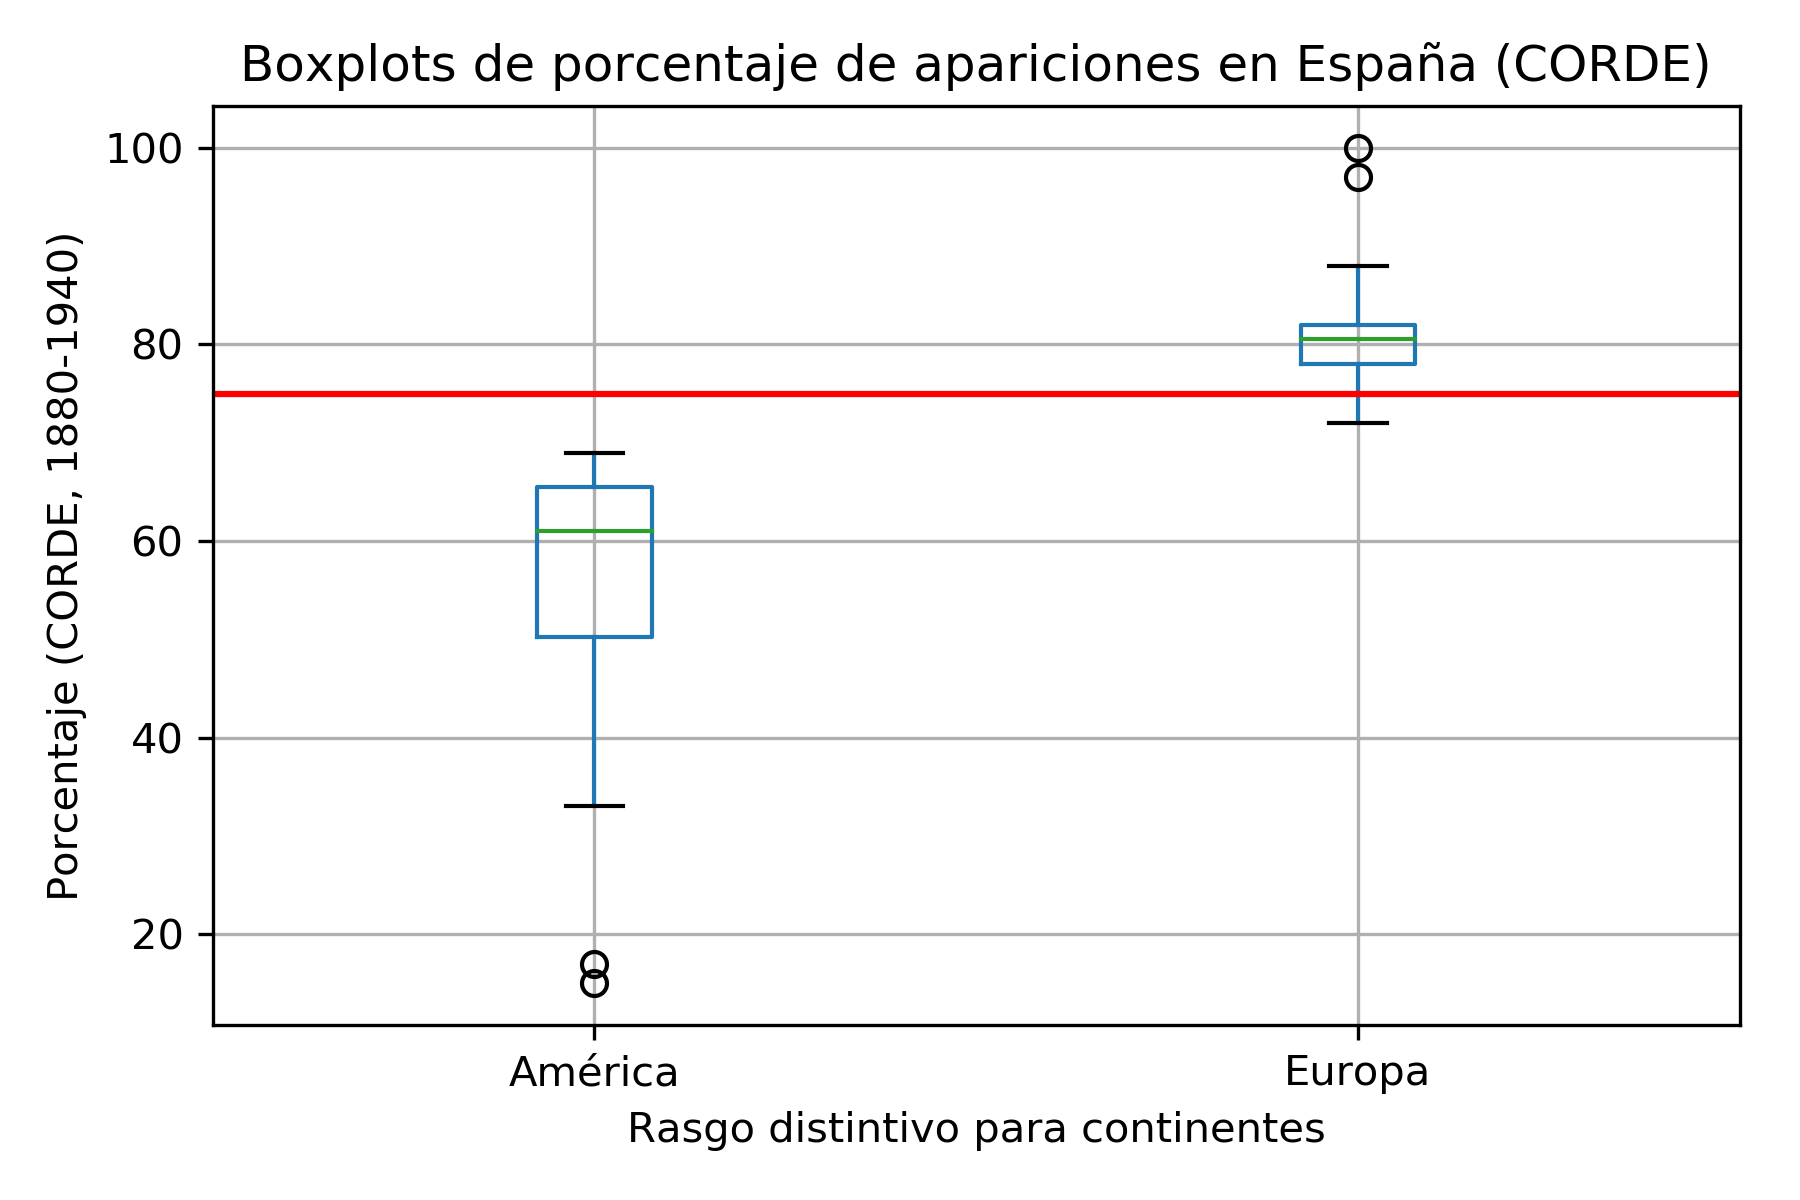 Boxplots de porcentaje de apariciones en España (CORDE)
Porcentaje (CORDE, 1880-1940)
100
80
60
40
20
América
Europa
Rasgo distintivo para continentes